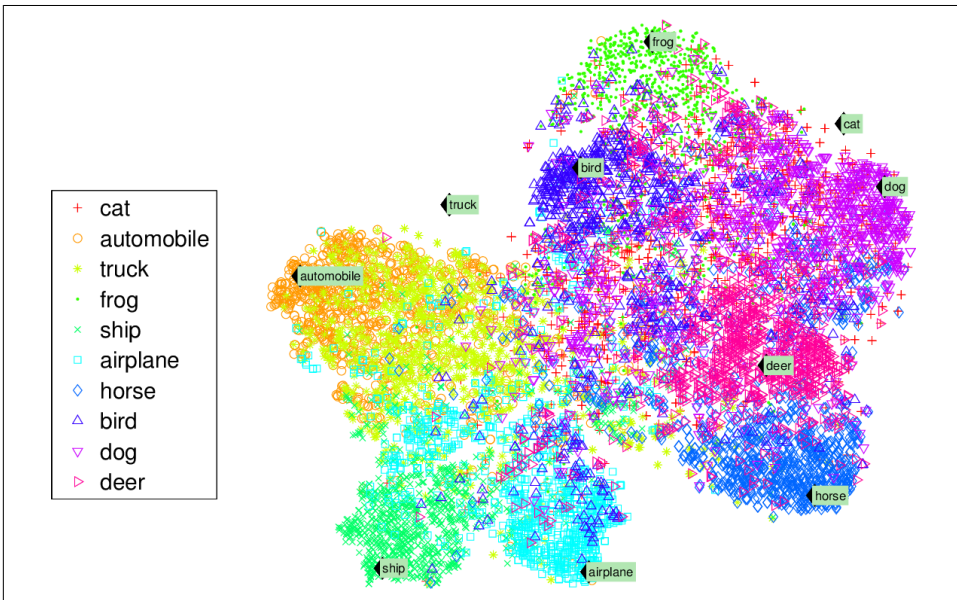 frog
cat
bird
dog
truck
cat
automobile
truck
frog
ship
airplane
horse
bird
dog
deer
automobile
deer
horse
ship
airplane